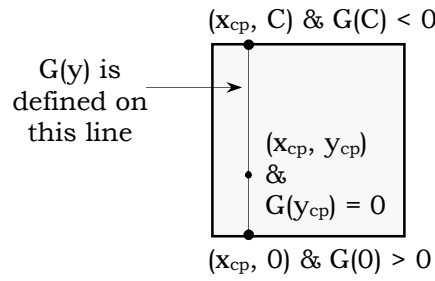 (x_cp, C) & G(C) < 0
G(y) is
defined on
this line
(x_cp, y_cp)
&
G(y_cp) = 0
(x_cp, 0) & G(0) > 0